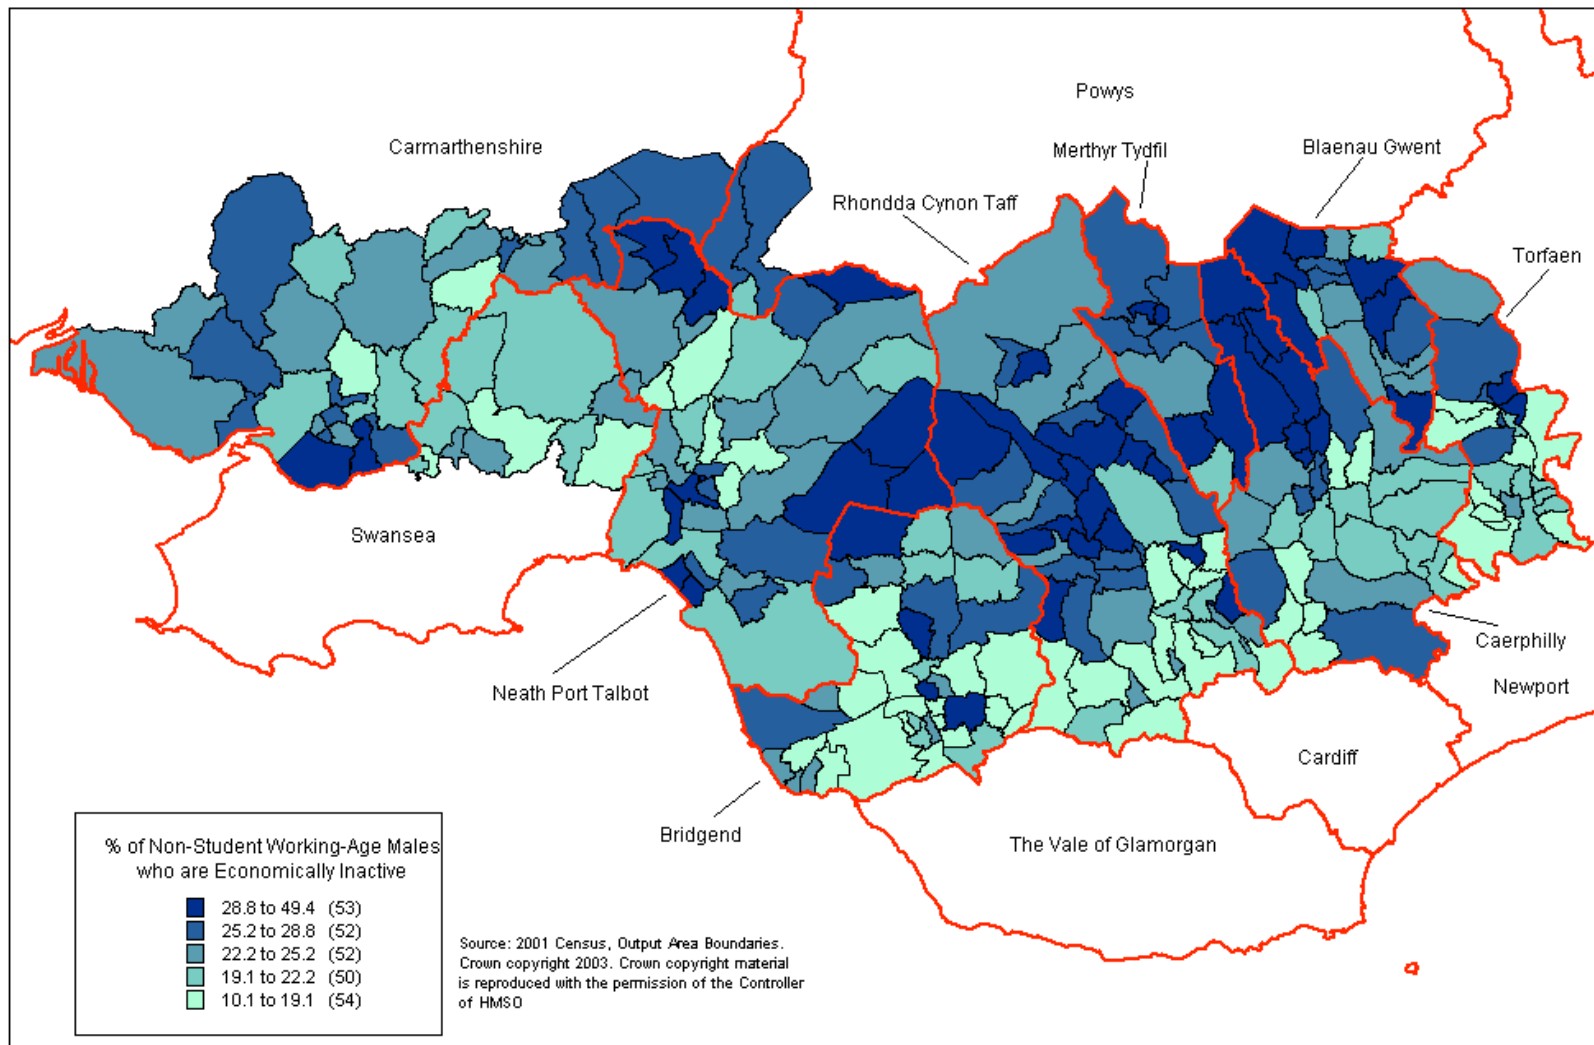 Powys
Carmarthenshire
Merthyr Tydfil
Blaenau Gwent
Rhondda Cynon Taff
Torfaen
Swansea
Caerphilly
Neath Port Talbot
Newport
Cardiff
Bridgend
The Vale of Glamorgan
% of Non-Student Working-Age Males
who are Economically Inactive
28.8 to 49.4 (53)
25.2 to 28.8 (52)
22.2 to 25.2 (52)
19.1 to 22.2 (50)
10.1 to 19.1 (54)
Source: 2001 Census, Output Area Boundaries.
Crown copyright 2003. Crown copyright material
is reproduced with the permission of the Controller
of HMSO